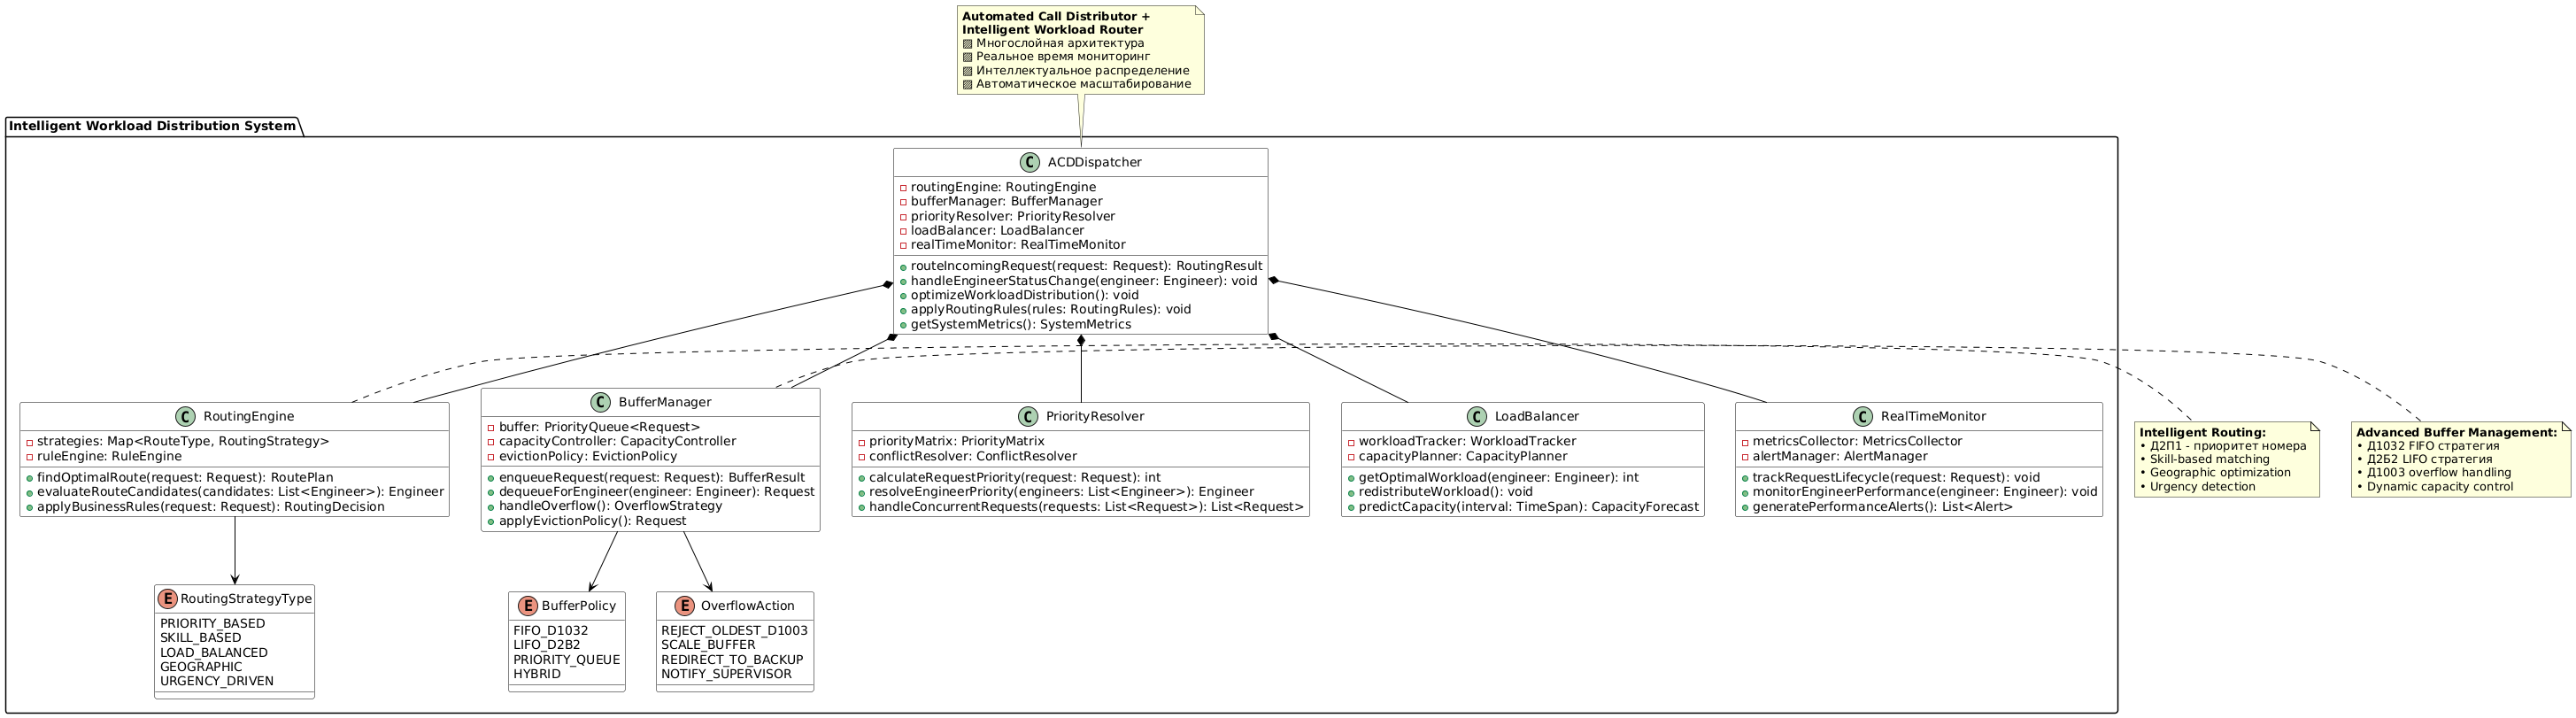 Automated Call Distributor +
Intelligent Workload Router
▨ Многослойная архитектура
▨ Реальное время мониторинг
▨ Интеллектуальное распределение
▨ Автоматическое масштабирование
Intelligent Workload Distribution System
C ACDDispatcher
routingEngine: RoutingEngine
bufferManager: BufferManager
priorityResolver: PriorityResolver
loadBalancer: LoadBalancer
realTimeMonitor: RealTimeMonitor
routeIncomingRequest(request: Request): RoutingResult
handleEngineerStatusChange(engineer: Engineer): void
optimizeWorkloadDistribution(): void
applyRoutingRules(rules: RoutingRules): void
getSystemMetrics(): SystemMetrics
C RoutingEngine
strategies: Map<RouteType, RoutingStrategy>
ruleEngine: RuleEngine
findOptimalRoute(request: Request): RoutePlan
evaluateRouteCandidates(candidates: List<Engineer>): Engineer
applyBusinessRules(request: Request): RoutingDecision
C BufferManager
buffer: PriorityQueue<Request>
capacityController: CapacityController
evictionPolicy: EvictionPolicy
enqueueRequest(request: Request): BufferResult
dequeueForEngineer(engineer: Engineer): Request
handleOverflow(): OverflowStrategy
applyEvictionPolicy(): Request
C PriorityResolver
priorityMatrix: PriorityMatrix
conflictResolver: ConflictResolver
calculateRequestPriority(request: Request): int
resolveEngineerPriority(engineers: List<Engineer>): Engineer
handleConcurrentRequests(requests: List<Request>): List<Request>
C LoadBalancer
workloadTracker: WorkloadTracker
capacityPlanner: CapacityPlanner
getOptimalWorkload(engineer: Engineer): int
redistributeWorkload(): void
predictCapacity(interval: TimeSpan): CapacityForecast
C RealTimeMonitor
metricsCollector: MetricsCollector
alertManager: AlertManager
trackRequestLifecycle(request: Request): void
monitorEngineerPerformance(engineer: Engineer): void
generatePerformanceAlerts(): List<Alert>
Intelligent Routing:
• Д2П1 - приоритет номера
• Skill-based matching
• Geographic optimization
• Urgency detection
Advanced Buffer Management:
• Д1032 FIFO стратегия
• Д2Б2 LIFO стратегия
• Д1003 overflow handling
• Dynamic capacity control
E RoutingStrategyType
PRIORITY_BASED
SKILL_BASED
LOAD_BALANCED
GEOGRAPHIC
URGENCY_DRIVEN
E BufferPolicy
FIFO_D1032
LIFO_D2B2
PRIORITY_QUEUE
HYBRID
E OverflowAction
REJECT_OLDEST_D1003
SCALE_BUFFER
REDIRECT_TO_BACKUP
NOTIFY_SUPERVISOR